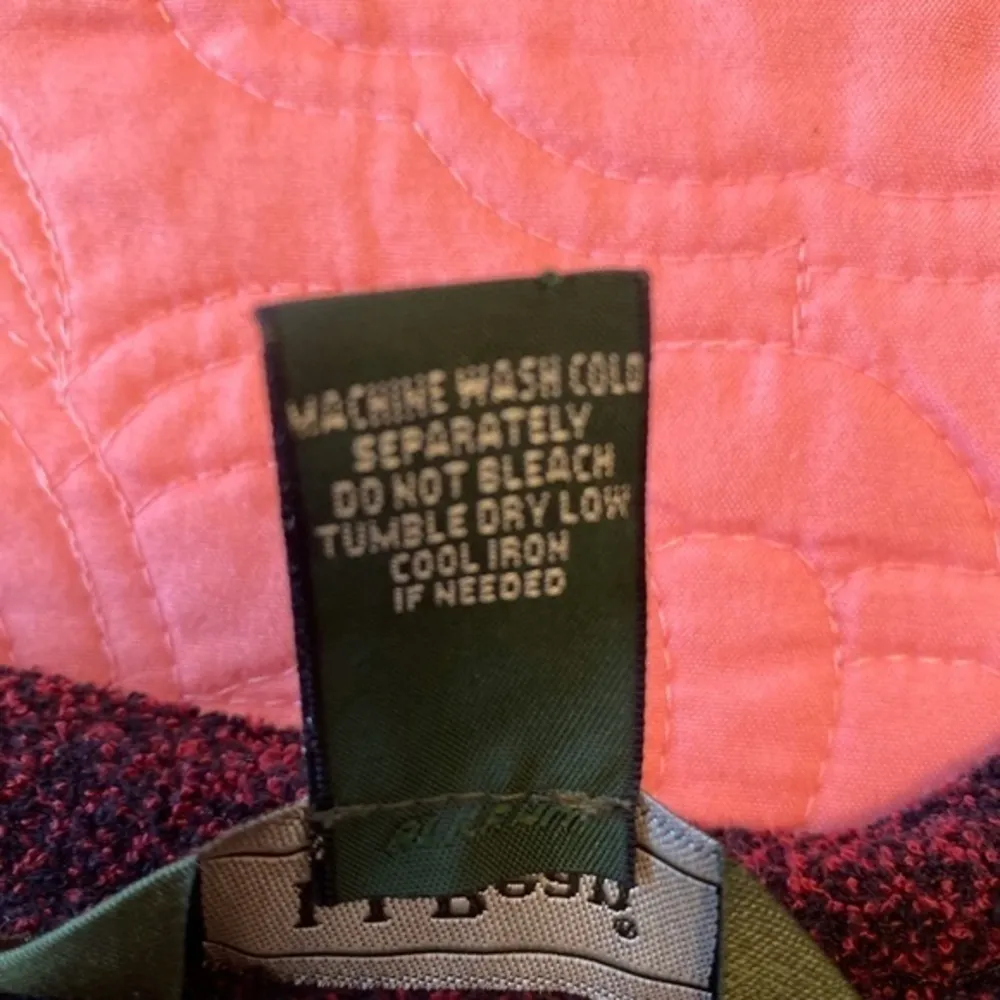 MACHINE WASH COLD
SEPARATELY
DO NOT BLEACH
TUMBLE DRY LOW
COOL IRON
IF NEEDED